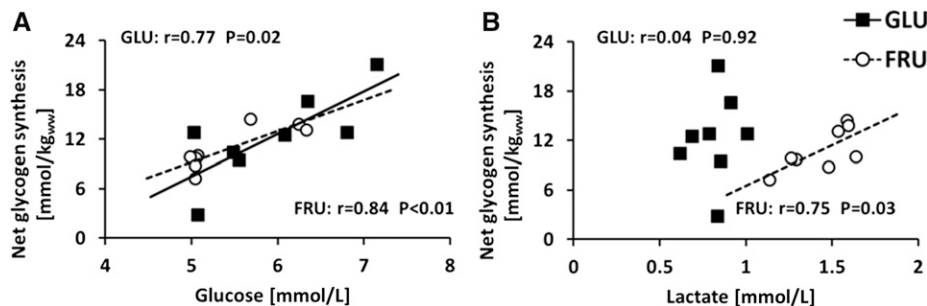 A
GLU: r=0.77 P=0.02
Net glycogen synthesis
[mmol/kgww]
24
18
12
6
0
FRU: r=0.84 P<0.01
4
5
6
7
8
Glucose [mmol/L]
B
GLU: r=0.04 P=0.92
GLU
FRU
Net glycogen synthesis
[mmol/kgww]
24
18
12
6
0
FRU: r=0.75 P=0.03
0
0.5
1
1.5
2
Lactate [mmol/L]